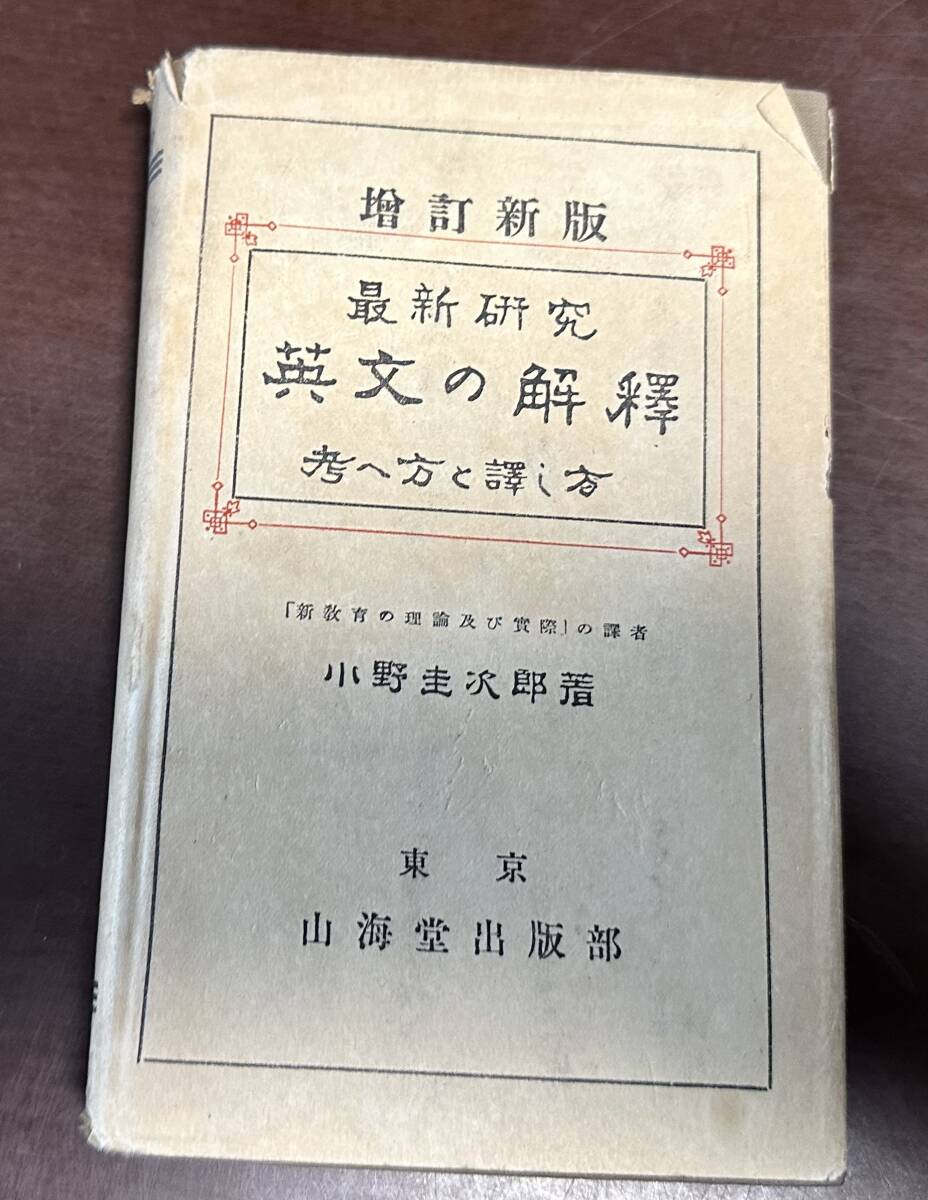 增訂新版
最新硏究
英文の解釋
考へ方と譯し方
「新敎育の理論及び實際」の譯者
小野圭次郎著
東京
山海堂出版部